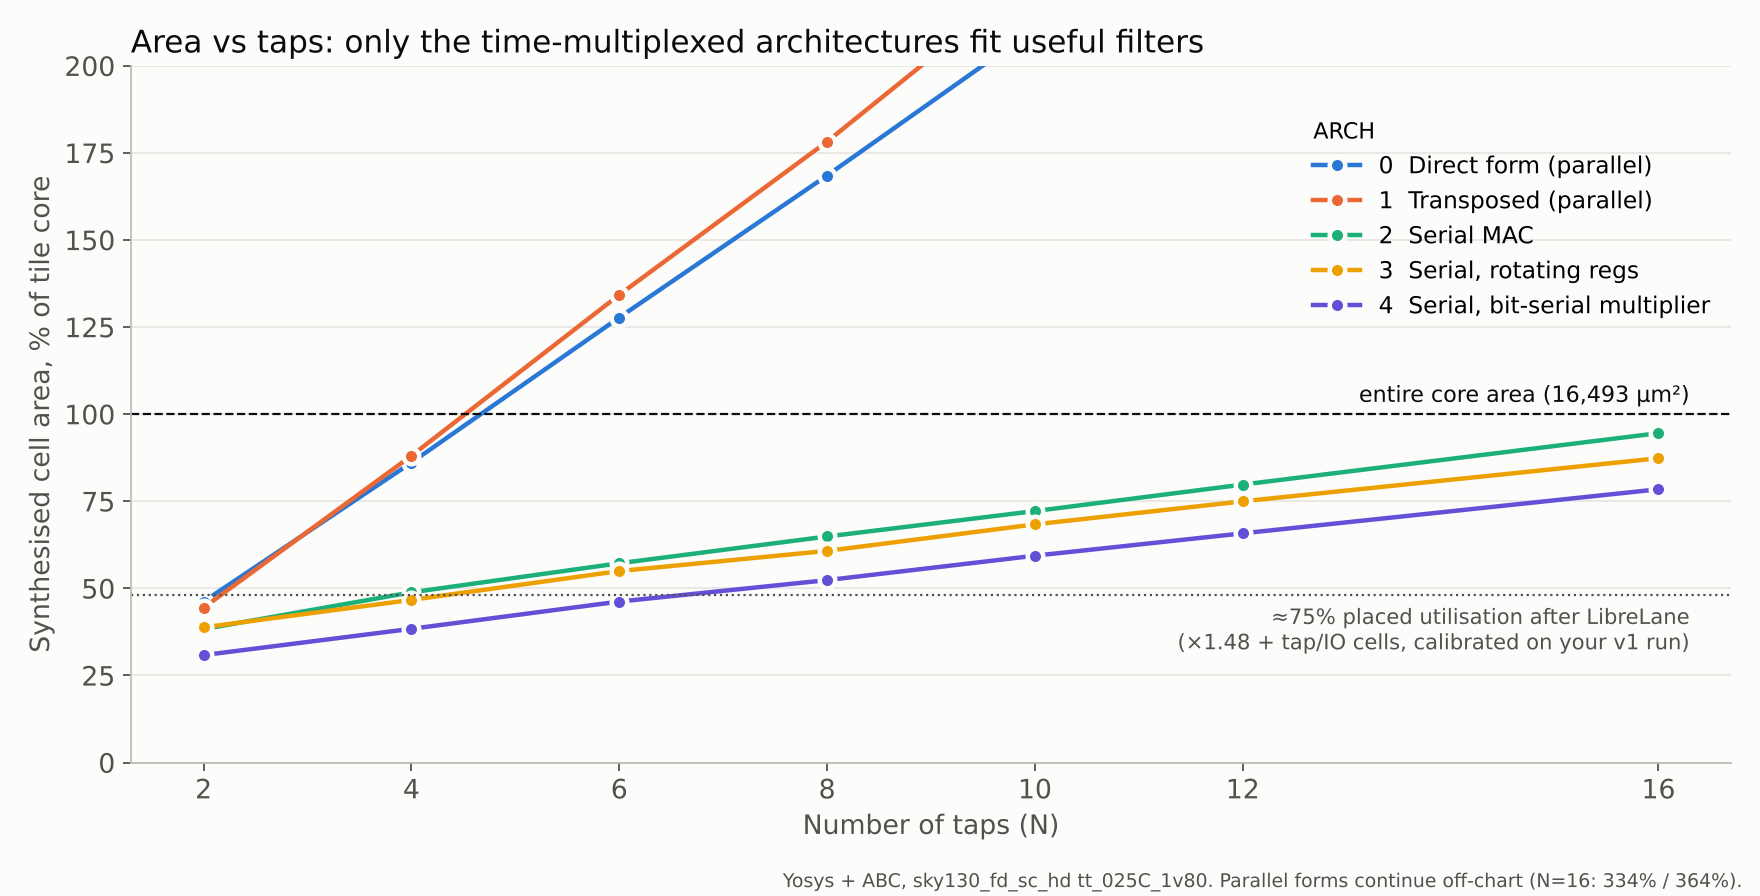 Area vs taps: only the time-multiplexed architectures fit useful filters
Synthesised cell area, % of tile core
200
175
150
125
100
75
50
25
0
ARCH
0 Direct form (parallel)
1 Transposed (parallel)
2 Serial MAC
3 Serial, rotating regs
4 Serial, bit-serial multiplier
entire core area (16,493 µm²)
≈75% placed utilisation after LibreLane
(×1.48 + tap/IO cells, calibrated on your v1 run)
2 4 6 8 10 12 16
Number of taps (N)
Yosys + ABC, sky130_fd_sc_hd tt_025C_1v80. Parallel forms continue off-chart (N=16: 334% / 364%).